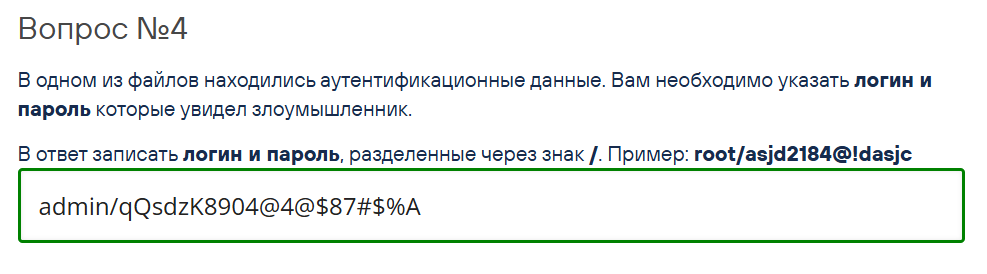 Вопрос №4
В одном из файлов находились аутентификационные данные. Вам необходимо указать логин и
пароль которые увидел злоумышленник.
В ответ записать логин и пароль, разделенные через знак /. Пример: root/asjd2184@!dasjc
admin/qQsdzK8904@4@$87#$%A